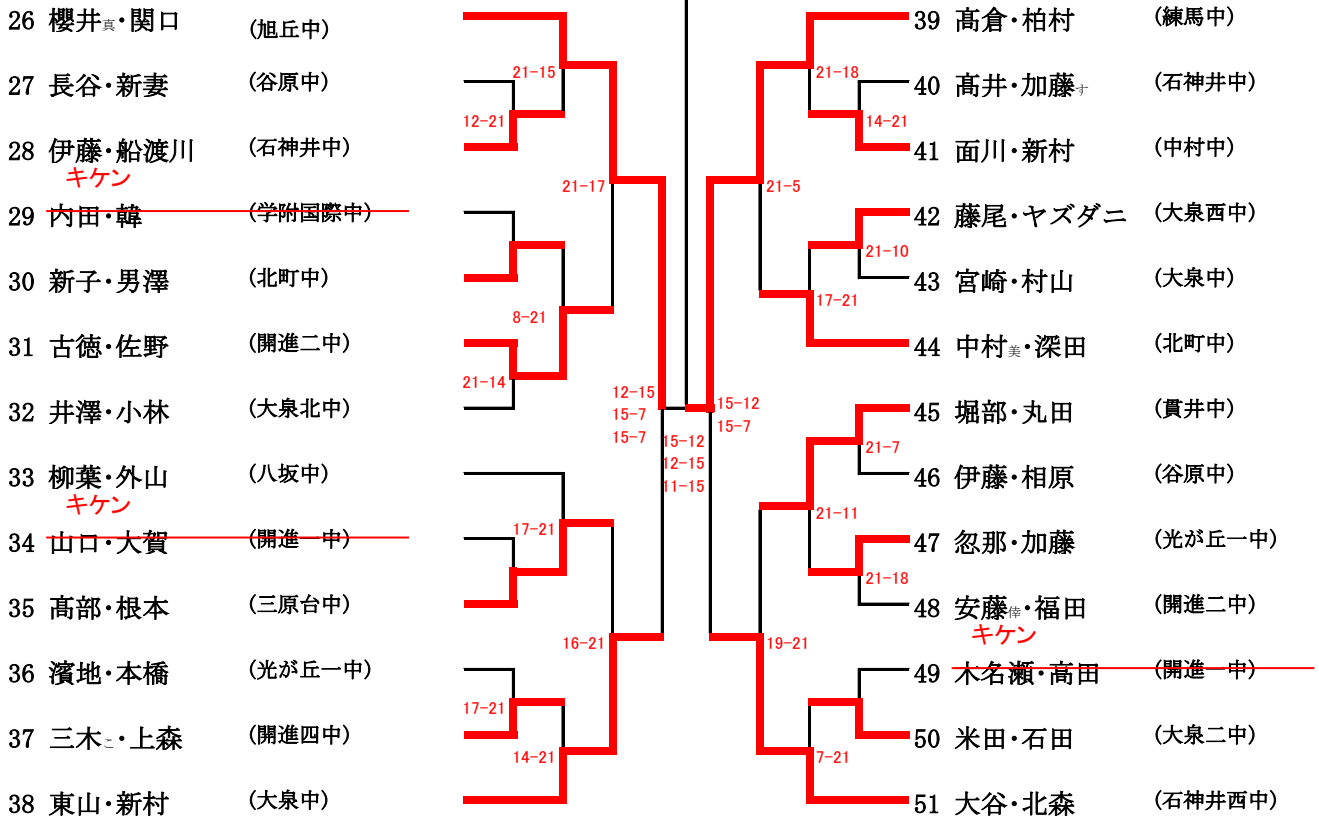 26 櫻井真・関口 (旭丘中)
27 長谷・新妻 (谷原中)
28 伊藤・船渡川 (石神井中)
キケン
29 内田・韓 (学附国際中)
30 新子・男澤 (北町中)
31 古徳・佐野 (開進二中)
32 井澤・小林 (大泉北中)
33 柳葉・外山 (八坂中)
キケン
34 山口・大賀 (開進一中)
35 髙部・根本 (三原台中)
36 濱地・本橋 (光が丘一中)
37 三木こ・上森 (開進四中)
38 東山・新村 (大泉中)
21-15
12-21
21-17
8-21
21-14
17-21
16-21
17-21
14-21
12-15
15-7
15-7
15-12
12-15
11-15
15-12
15-7
21-18
14-21
21-5
21-10
17-21
21-7
21-11
21-18
19-21
7-21
39 髙倉・柏村 (練馬中)
40 髙井・加藤す (石神井中)
41 面川・新村 (中村中)
42 藤尾・ヤズダニ (大泉西中)
43 宮崎・村山 (大泉中)
44 中村美・深田 (北町中)
45 堀部・丸田 (貫井中)
46 伊藤・相原 (谷原中)
47 忍那・加藤 (光が丘一中)
48 安藤倖・福田 (開進二中)
キケン
49 木名瀬・高田 (開進一中)
50 米田・石田 (大泉二中)
51 大谷・北森 (石神井西中)